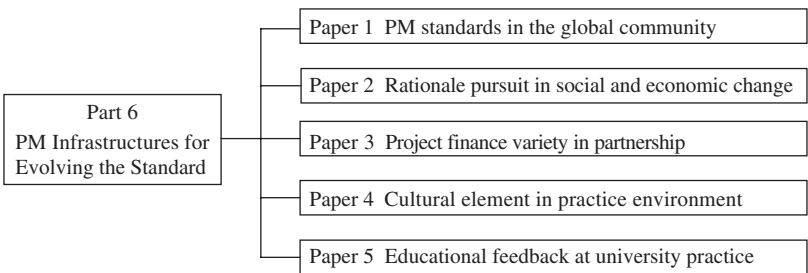 Part 6
PM Infrastructures for
Evolving the Standard
Paper 1 PM standards in the global community
Paper 2 Rationale pursuit in social and economic change
Paper 3 Project finance variety in partnership
Paper 4 Cultural element in practice environment
Paper 5 Educational feedback at university practice